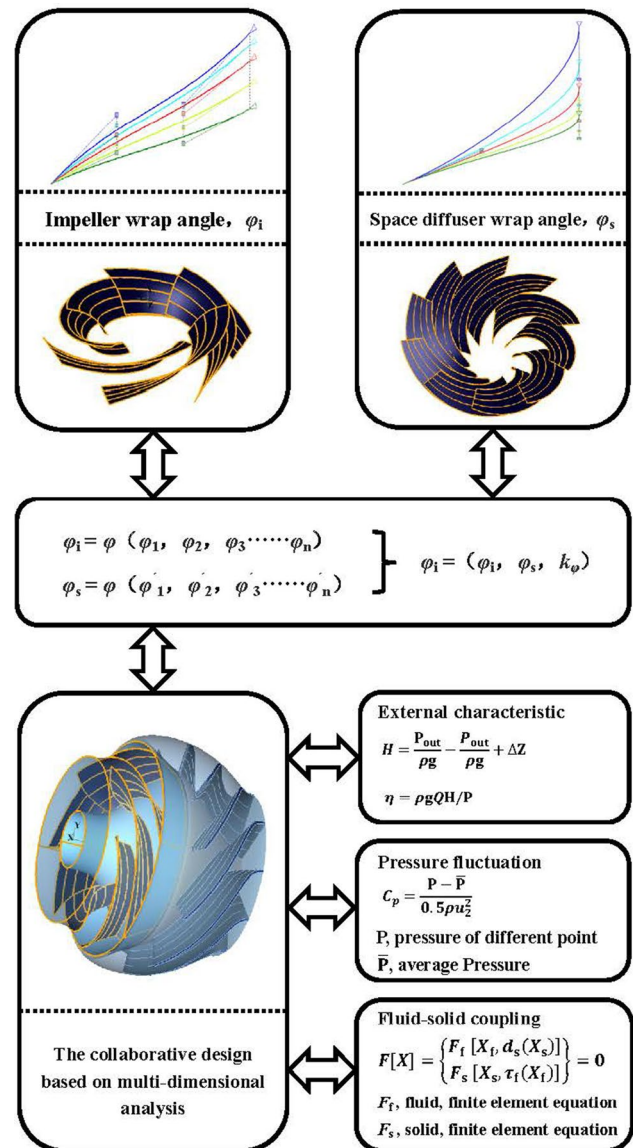 Impeller wrap angle, φi
Space diffuser wrap angle, φs
φi = φ (φ1, φ2, φ3······φn)
φs = φ (φ′1, φ′2, φ′3······φ′n)
φi = (φi, φs, kφ)
Y
X
The collaborative design
based on multi-dimensional
analysis
External characteristic
H = Pout/ρg − Pout/ρg + ΔZ
η = ρgQH/P
Pressure fluctuation
Cp = (P − P̅)/(0.5ρu₂²)
P, pressure of different point
P̅, average Pressure
Fluid-solid coupling
F[X] = {Ff [Xf, ds(Xs)]
Fs [Xs, τf(Xf)]} = 0
Ff, fluid, finite element equation
Fs, solid, finite element equation